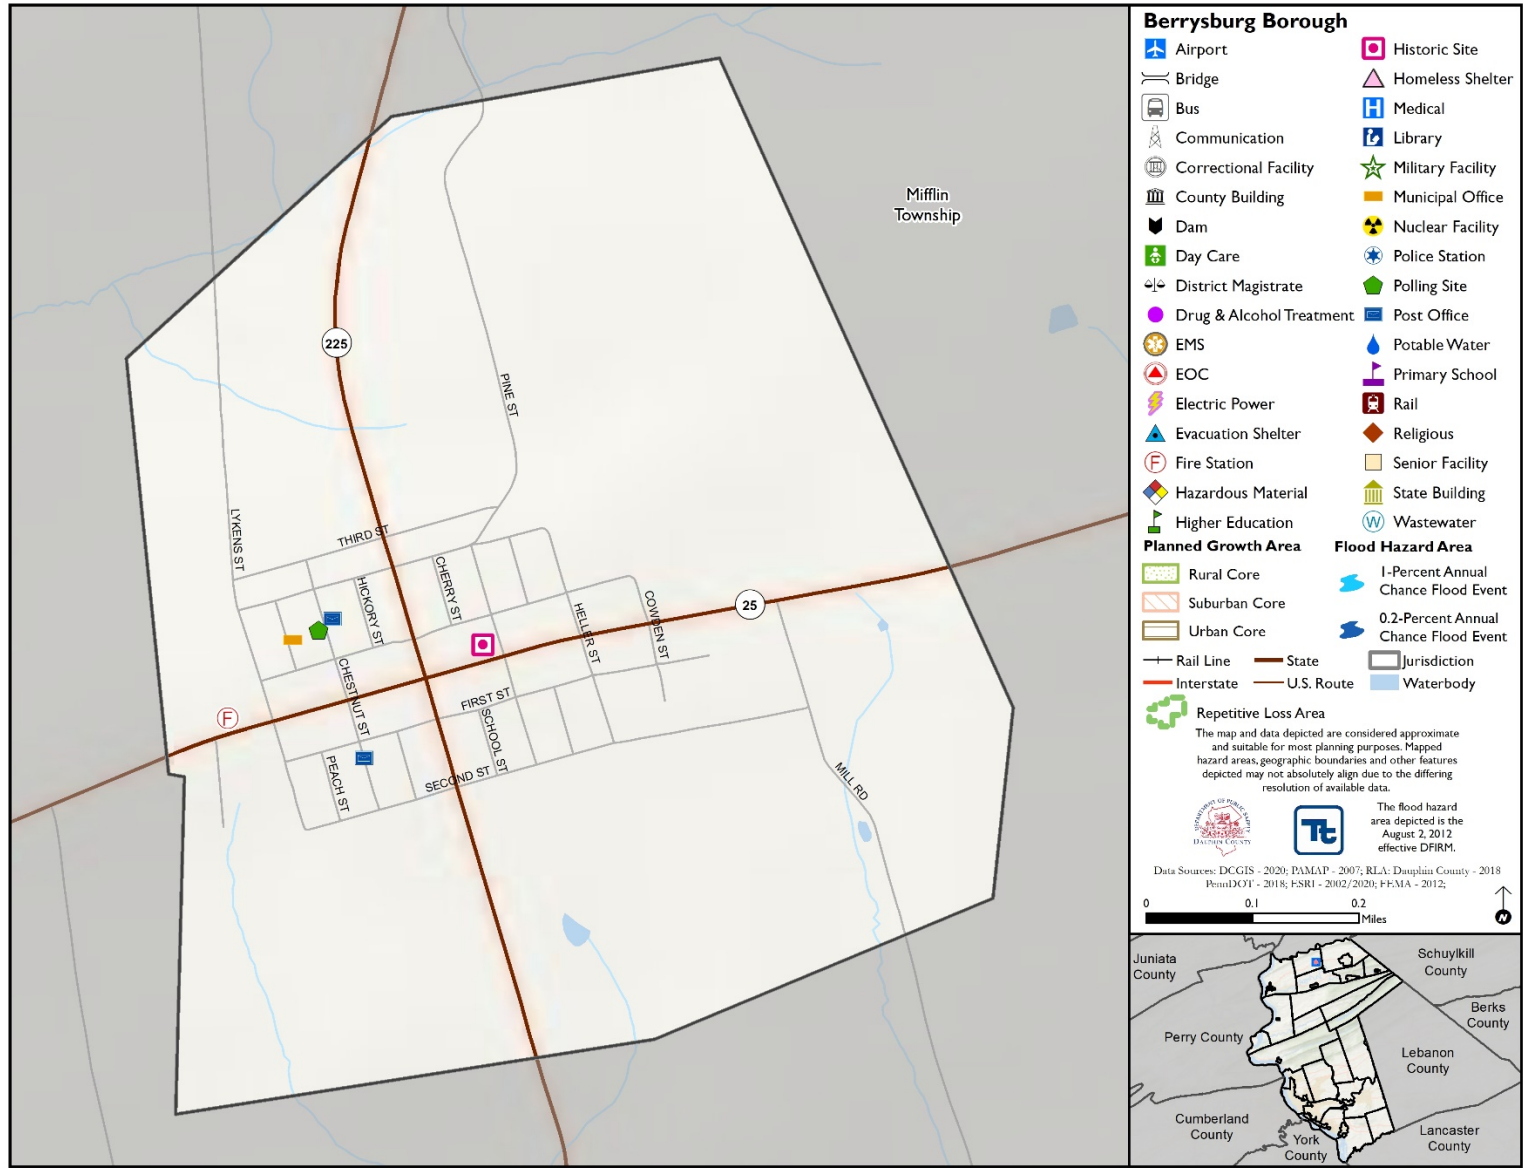 Mifflin
Township
225
PINE ST
LYKENS ST
THIRD ST
HICKORY ST
CHERRY ST
25
HELLER ST
COWDEN ST
CHESTNUT ST
FIRST ST
SCHOOL ST
F
PEACH ST
SECOND ST
MILL RD
Berrysburg Borough
Airport
Bridge
Bus
Communication
Correctional Facility
County Building
Dam
Day Care
District Magistrate
Drug & Alcohol Treatment
EMS
EOC
Electric Power
Evacuation Shelter
F Fire Station
Hazardous Material
Higher Education
Historic Site
Homeless Shelter
H Medical
Library
Military Facility
Municipal Office
Nuclear Facility
Police Station
Polling Site
Post Office
Potable Water
Primary School
Rail
Religious
Senior Facility
State Building
W Wastewater
Planned Growth Area
Rural Core
Suburban Core
Urban Core
Flood Hazard Area
1-Percent Annual
Chance Flood Event
0.2-Percent Annual
Chance Flood Event
Rail Line
State
Jurisdiction
Interstate
U.S. Route
Waterbody
Repetitive Loss Area
The map and data depicted are considered approximate
and suitable for most planning purposes. Mapped
hazard areas, geographic boundaries and other features
depicted may not absolutely align due to the differing
resolution of available data.
DEPARTMENT OF PUBLIC SAFETY
DAUPHIN COUNTY
Tt
The flood hazard
area depicted is the
August 2, 2012
effective DFIRM.
Data Sources: DCGIS - 2020; PAMAP - 2007; RLA: Dauphin County - 2018
PennDOT - 2018; ESRI - 2002/2020; FEMA - 2012;
0 0.1 0.2
Miles
N
Juniata
County
Schuylkill
County
Berks
County
Perry County
Lebanon
County
Cumberland
County
York
County
Lancaster
County